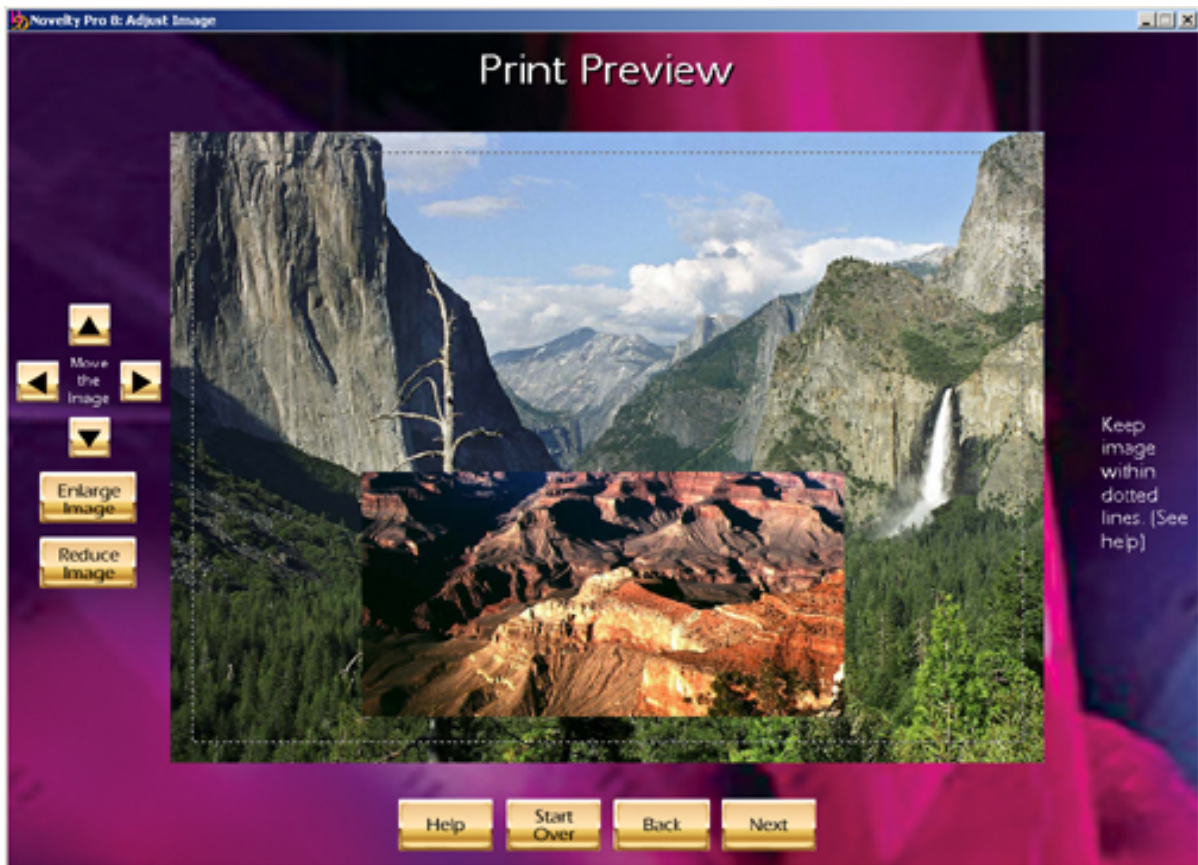 Novelty Pro 8: Adjust Image
Print Preview
Move
the
Image
Enlarge
Image
Reduce
Image
Keep
image
within
dotted
lines. (See
help)
Help
Start
Over
Back
Next